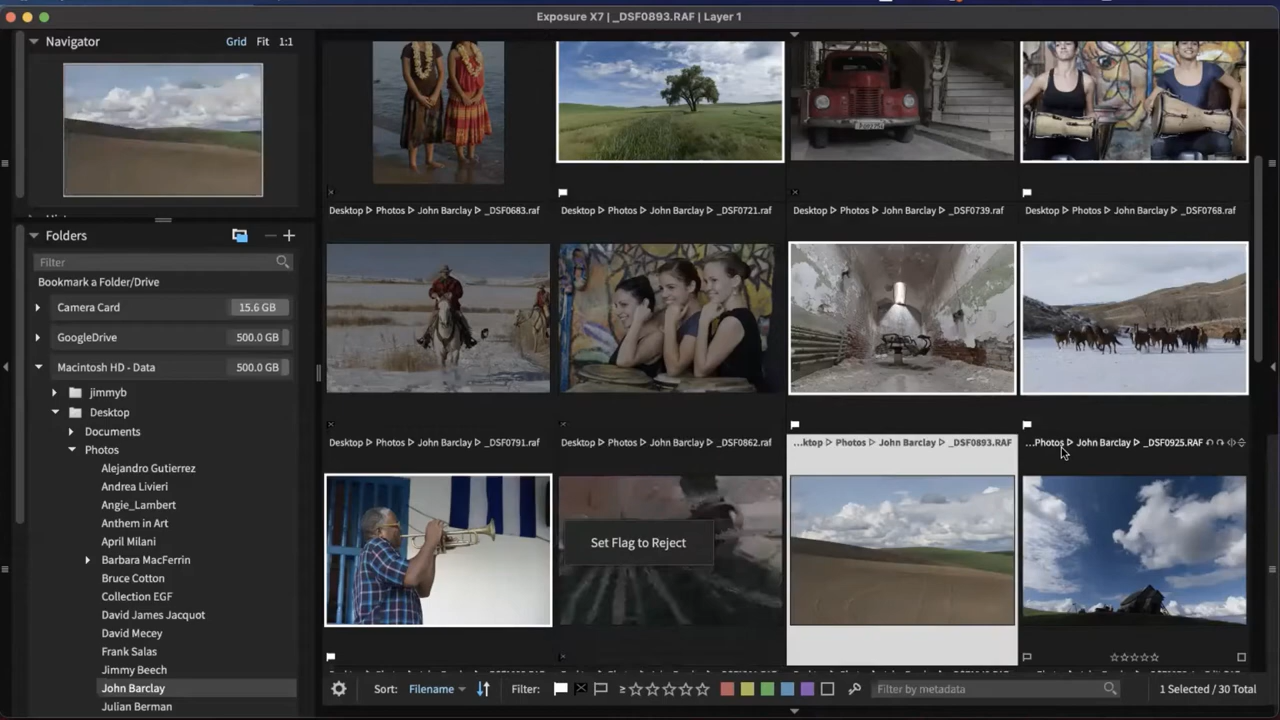 Exposure X7 | _DSF0893.RAF | Layer 1
Navigator
Grid Fit 1:1
Folders
Filter
Bookmark a Folder/Drive
Camera Card 15.6 GB
GoogleDrive 500.0 GB
Macintosh HD - Data 500.0 GB
jimmyb
Desktop
Documents
Photos
Alejandro Gutierrez
Andrea Livieri
Angie_Lambert
Anthem in Art
April Milani
Barbara MacFerrin
Bruce Cotton
Collection EGF
David James Jacquot
David Mecey
Frank Salas
Jimmy Beech
John Barclay
Julian Berman
Desktop Photos John Barclay _DSF0683.raf
Desktop Photos John Barclay _DSF0721.raf
Desktop Photos John Barclay _DSF0739.raf
Desktop Photos John Barclay _DSF0768.raf
Desktop Photos John Barclay _DSF0791.raf
Desktop Photos John Barclay _DSF0862.raf
...ktop Photos John Barclay _DSF0893.RAF
...Photos John Barclay _DSF0925.RAF
Set Flag to Reject
Sort: Filename
Filter:
Filter by metadata
1 Selected / 30 Total